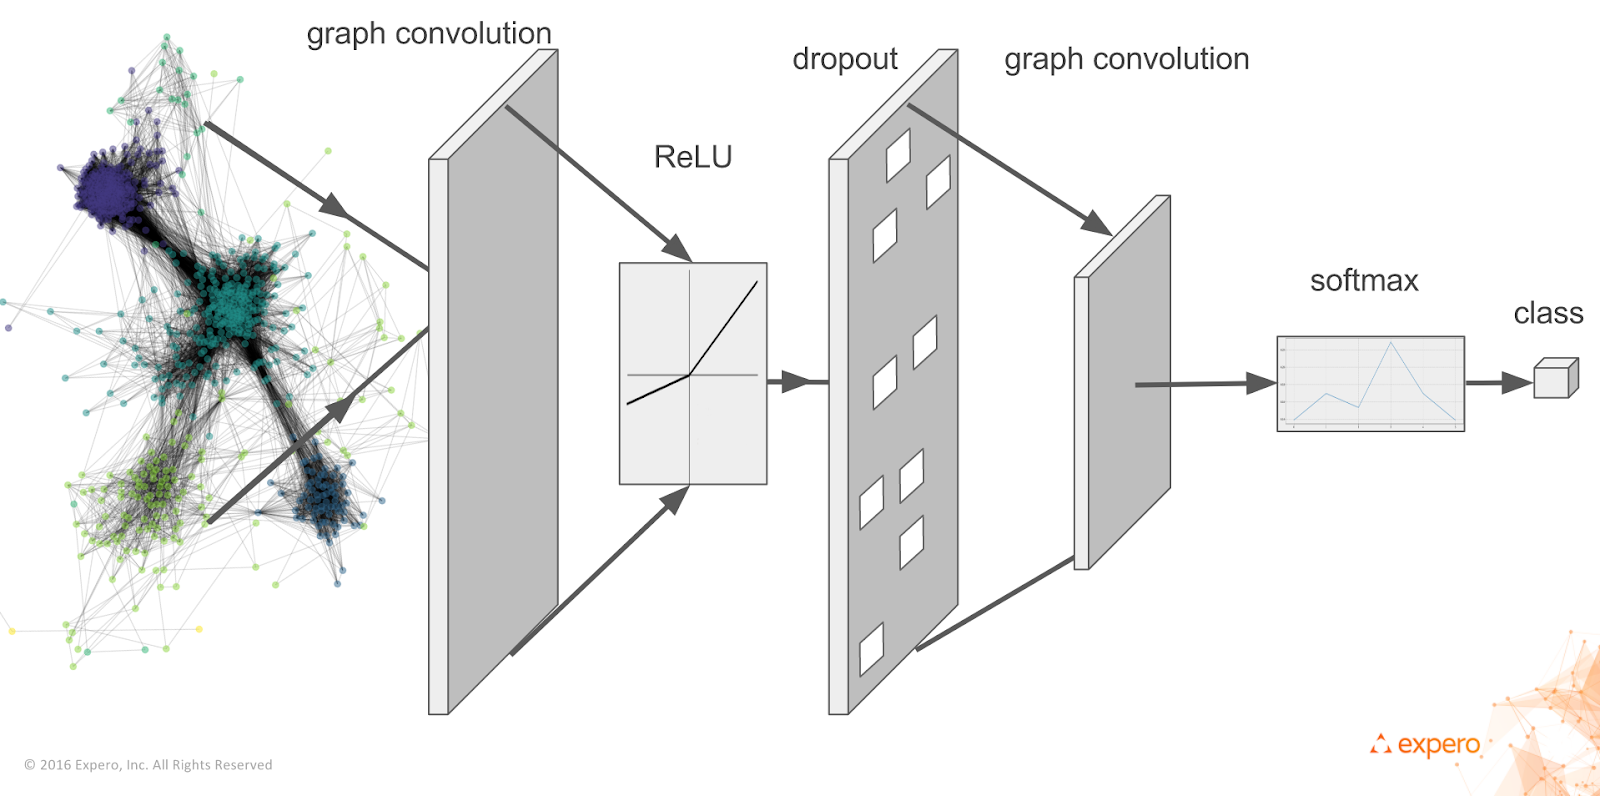 graph convolution
dropout
graph convolution
ReLU
softmax
class
expero
© 2016 Expero, Inc. All Rights Reserved